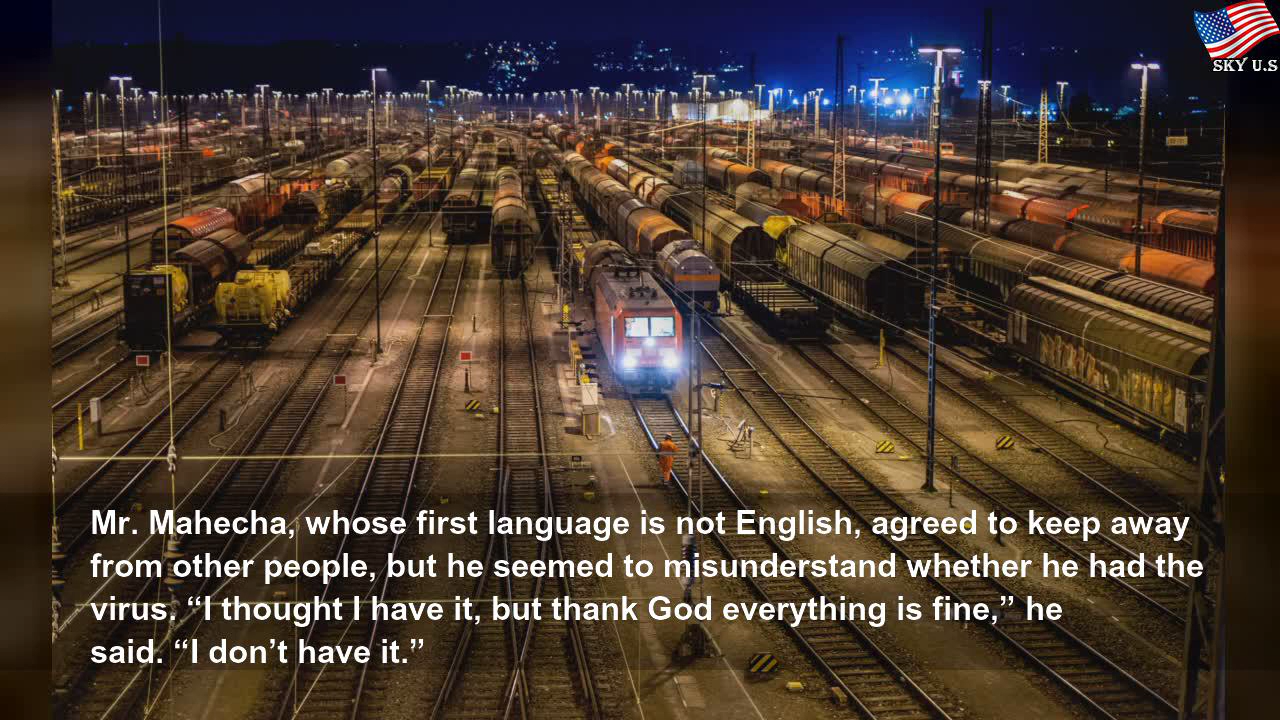 SKY U.S
Mr. Mahecha, whose first language is not English, agreed to keep away
from other people, but he seemed to misunderstand whether he had the
virus. “I thought I have it, but thank God everything is fine,” he
said. “I don’t have it.”